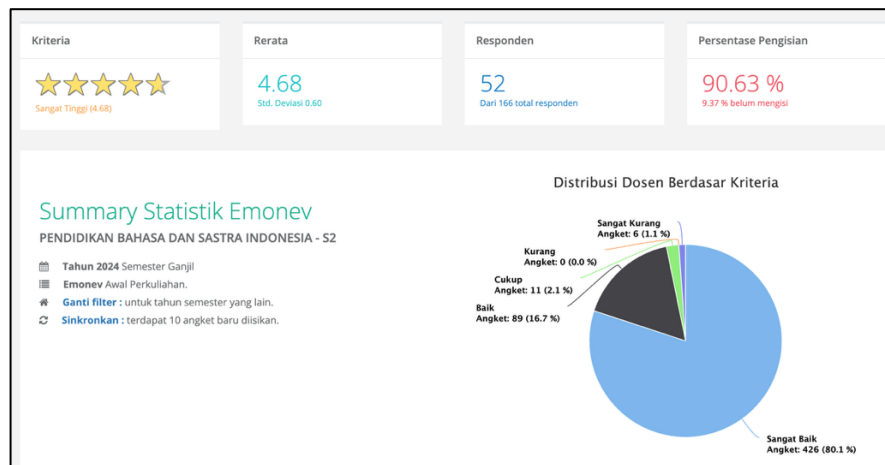 Kriteria
Sangat Tinggi (4.68)
Rerata
4.68
Std. Deviasi 0.60
Responden
52
Dari 166 total responden
Persentase Pengisian
90.63 %
9.37 % belum mengisi
Summary Statistik Emonev
PENDIDIKAN BAHASA DAN SASTRA INDONESIA - S2
Tahun 2024 Semester Ganjil
Emonev Awal Perkuliahan.
Ganti filter : untuk tahun semester yang lain.
Sinkronkan : terdapat 10 angket baru diisikan.
Distribusi Dosen Berdasar Kriteria
Sangat Kurang
Angket: 6 (1.1 %)
Kurang
Angket: 0 (0.0 %)
Cukup
Angket: 11 (2.1 %)
Baik
Angket: 89 (16.7 %)
Sangat Baik
Angket: 426 (80.1 %)